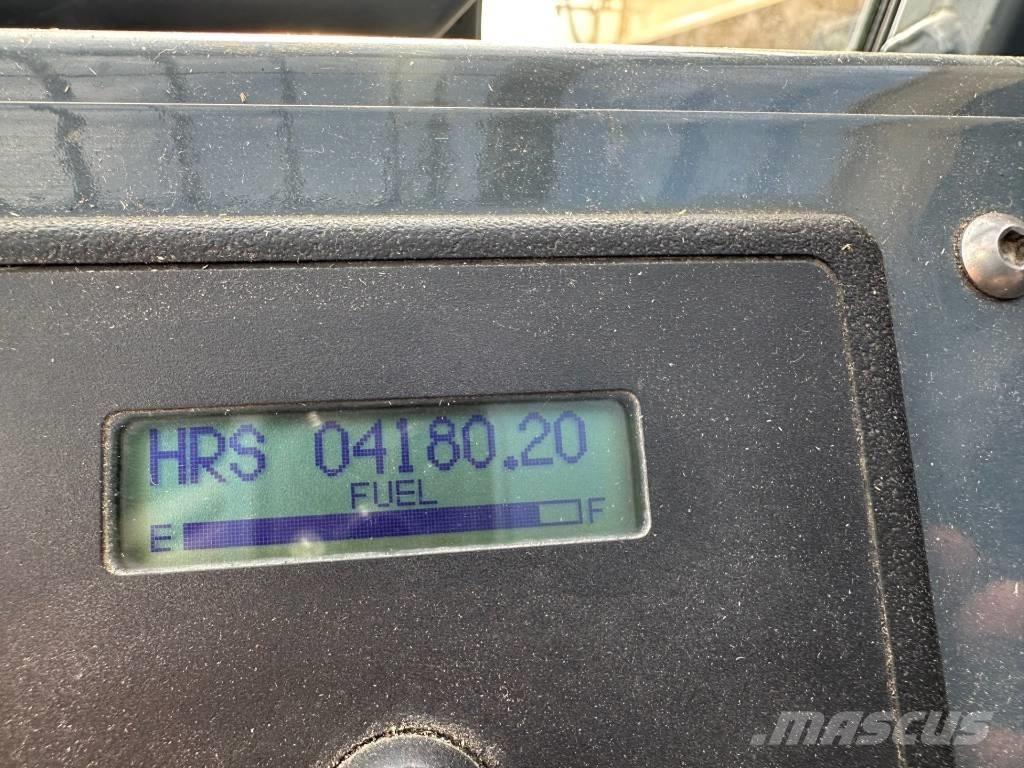 HRS 04180.20
FUEL
E F
MASCUS